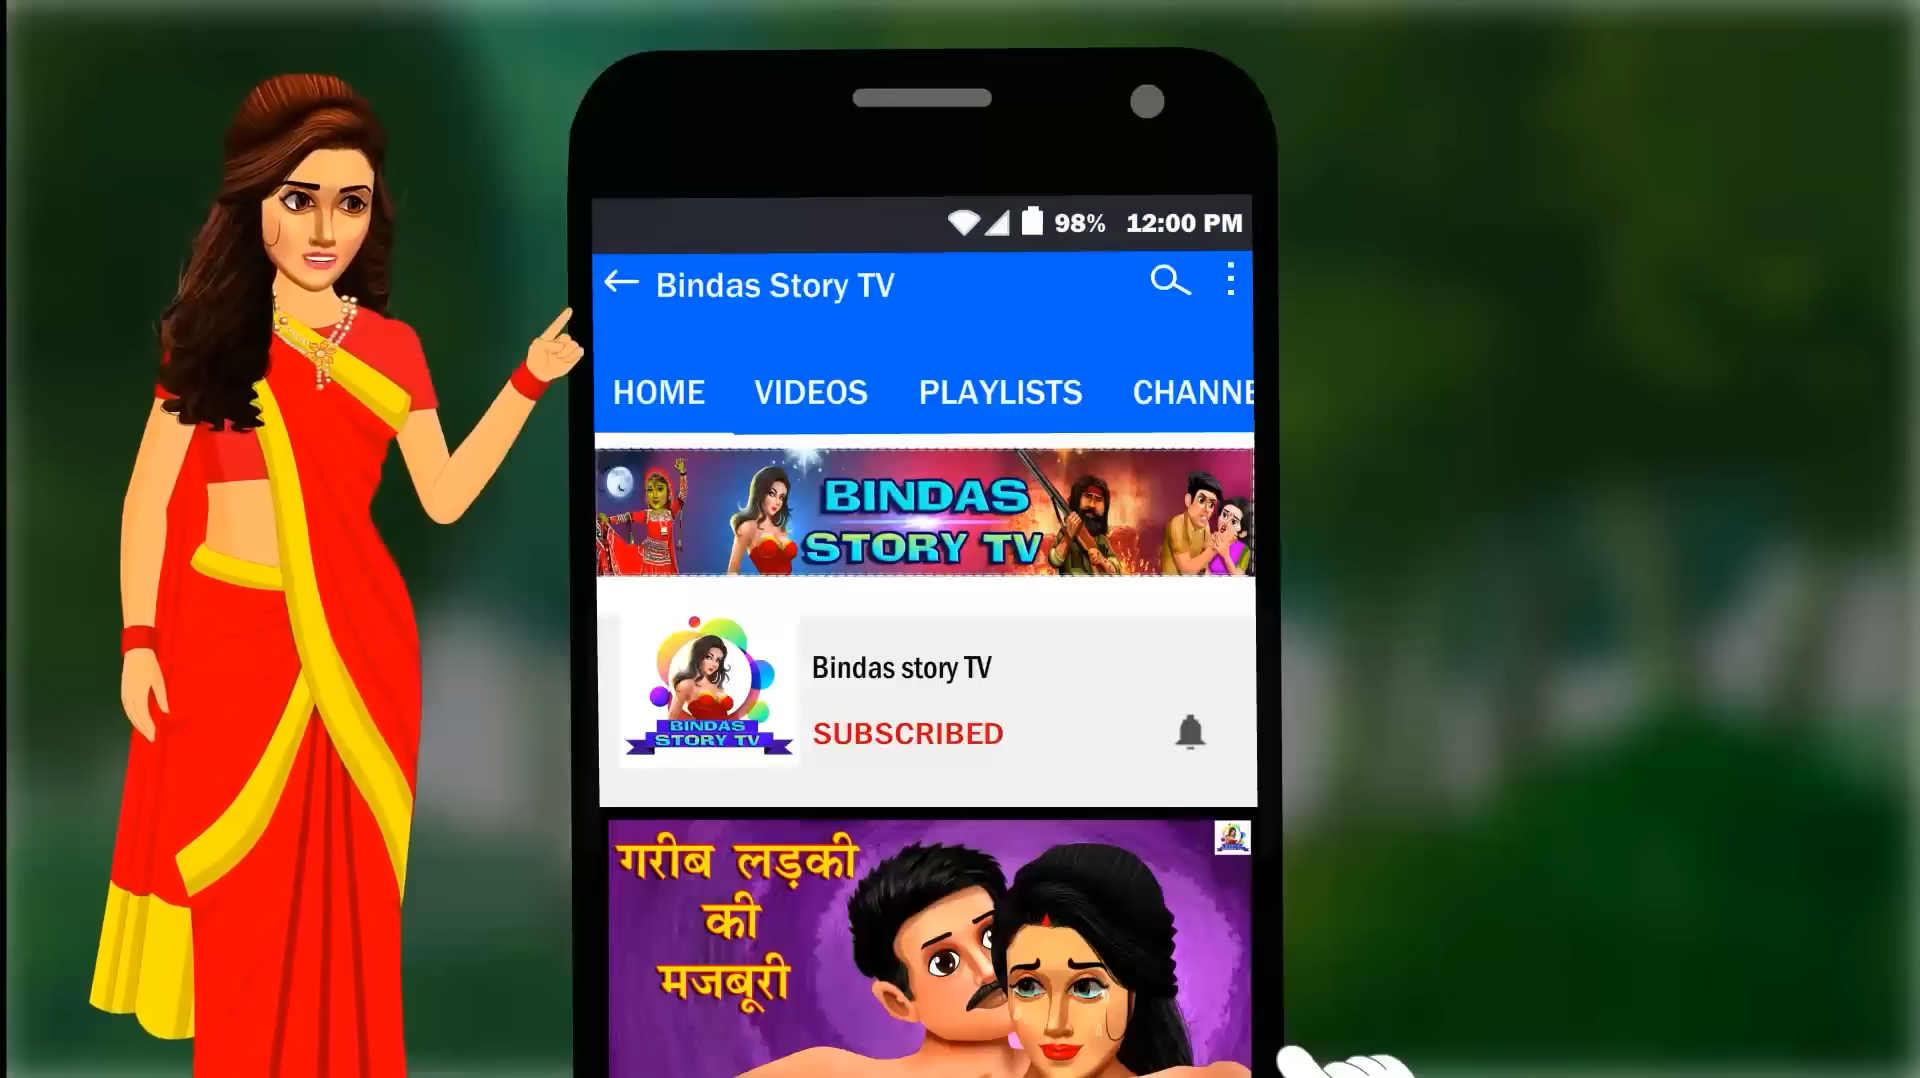 98% 12:00 PM
Bindas Story TV
HOME VIDEOS PLAYLISTS CHANNE
BINDAS
STORY TV
Bindas story TV
BINDAS
STORY TV
SUBSCRIBED
गरीब लड़की
की
मजबूरी